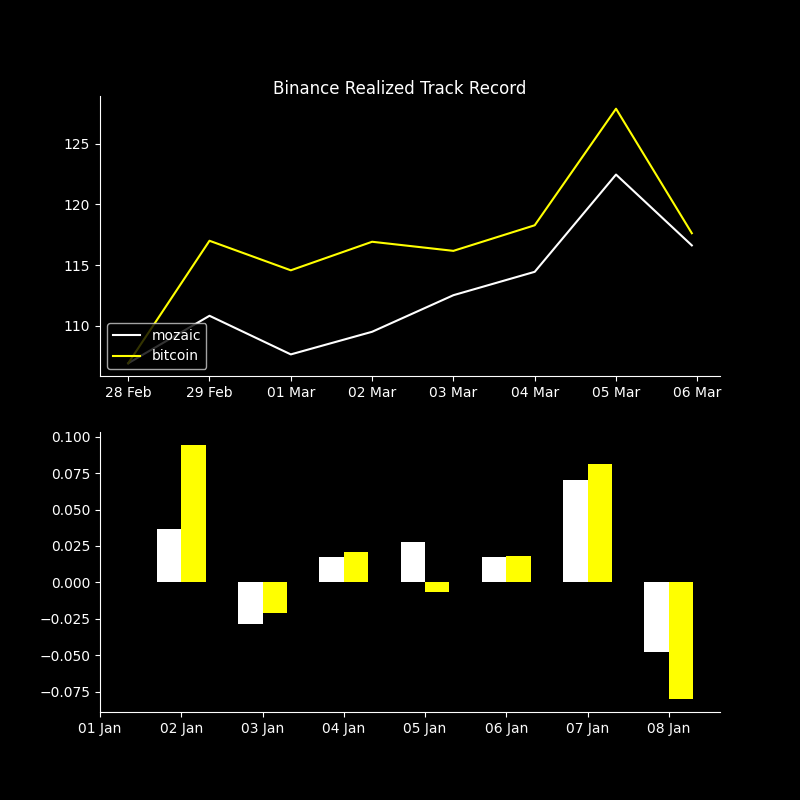 Binance Realized Track Record
125
120
115
110
mozaic
bitcoin
28 Feb 29 Feb 01 Mar 02 Mar 03 Mar 04 Mar 05 Mar 06 Mar
0.100
0.075
0.050
0.025
0.000
−0.025
−0.050
−0.075
01 Jan 02 Jan 03 Jan 04 Jan 05 Jan 06 Jan 07 Jan 08 Jan